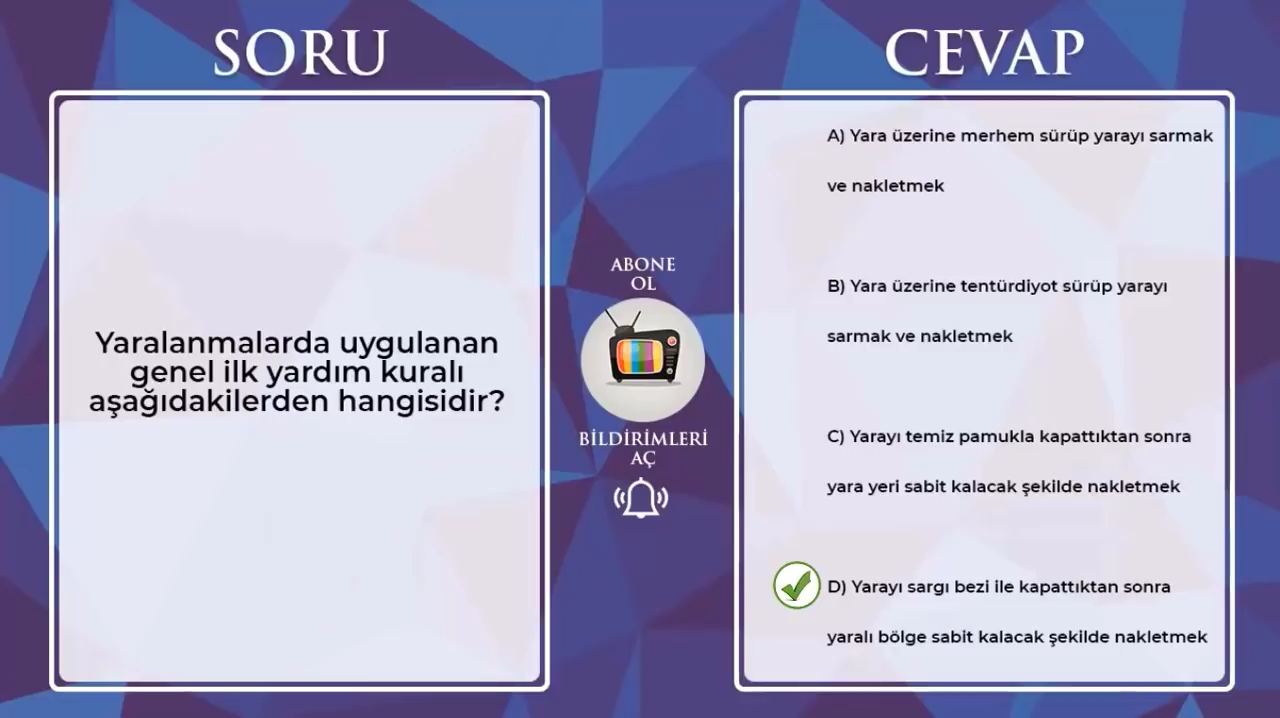 SORU
Yaralanmalarda uygulanan
genel ilk yardım kuralı
aşağıdakilerden hangisidir?
ABONE
OL
BİLDİRİMLERİ
AÇ
CEVAP
A) Yara üzerine merhem sürüp yarayı sarmak
ve nakletmek
B) Yara üzerine tentürdiyot sürüp yarayı
sarmak ve nakletmek
C) Yarayı temiz pamukla kapattıktan sonra
yara yeri sabit kalacak şekilde nakletmek
D) Yarayı sargı bezi ile kapattıktan sonra
yaralı bölge sabit kalacak şekilde nakletmek